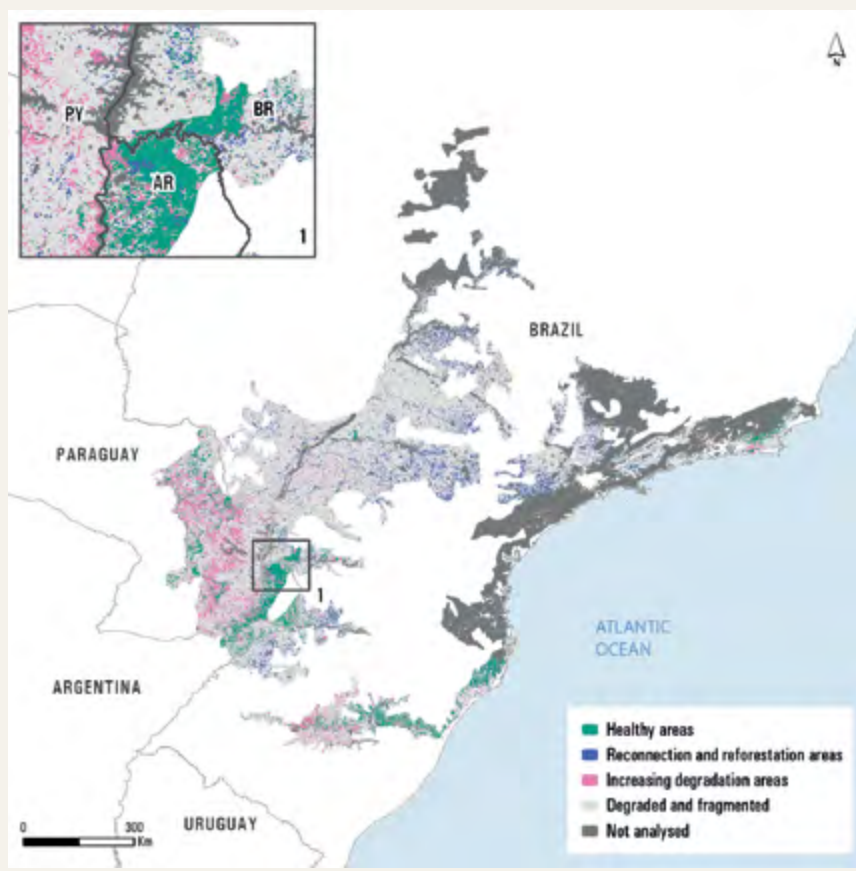 PY
BR
AR
1
N
BRAZIL
PARAGUAY
1
ATLANTIC
OCEAN
ARGENTINA
Healthy areas
Reconnection and reforestation areas
Increasing degradation areas
Degraded and fragmented
Not analysed
URUGUAY
0 300
Km